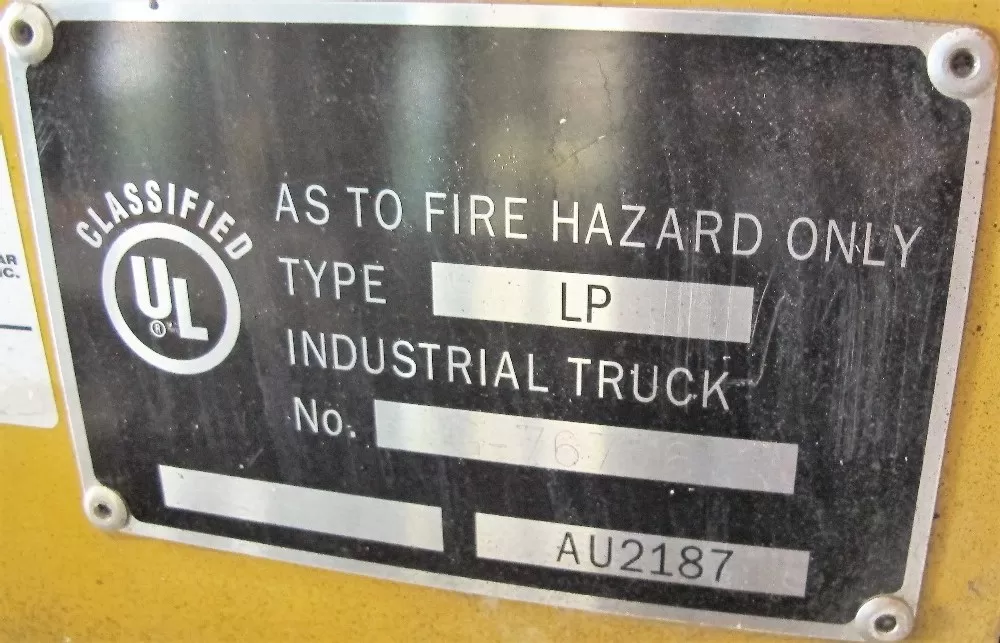 CLASSIFIED
UL
®
AS TO FIRE HAZARD ONLY
TYPE LP
INDUSTRIAL TRUCK
No.
AU2187